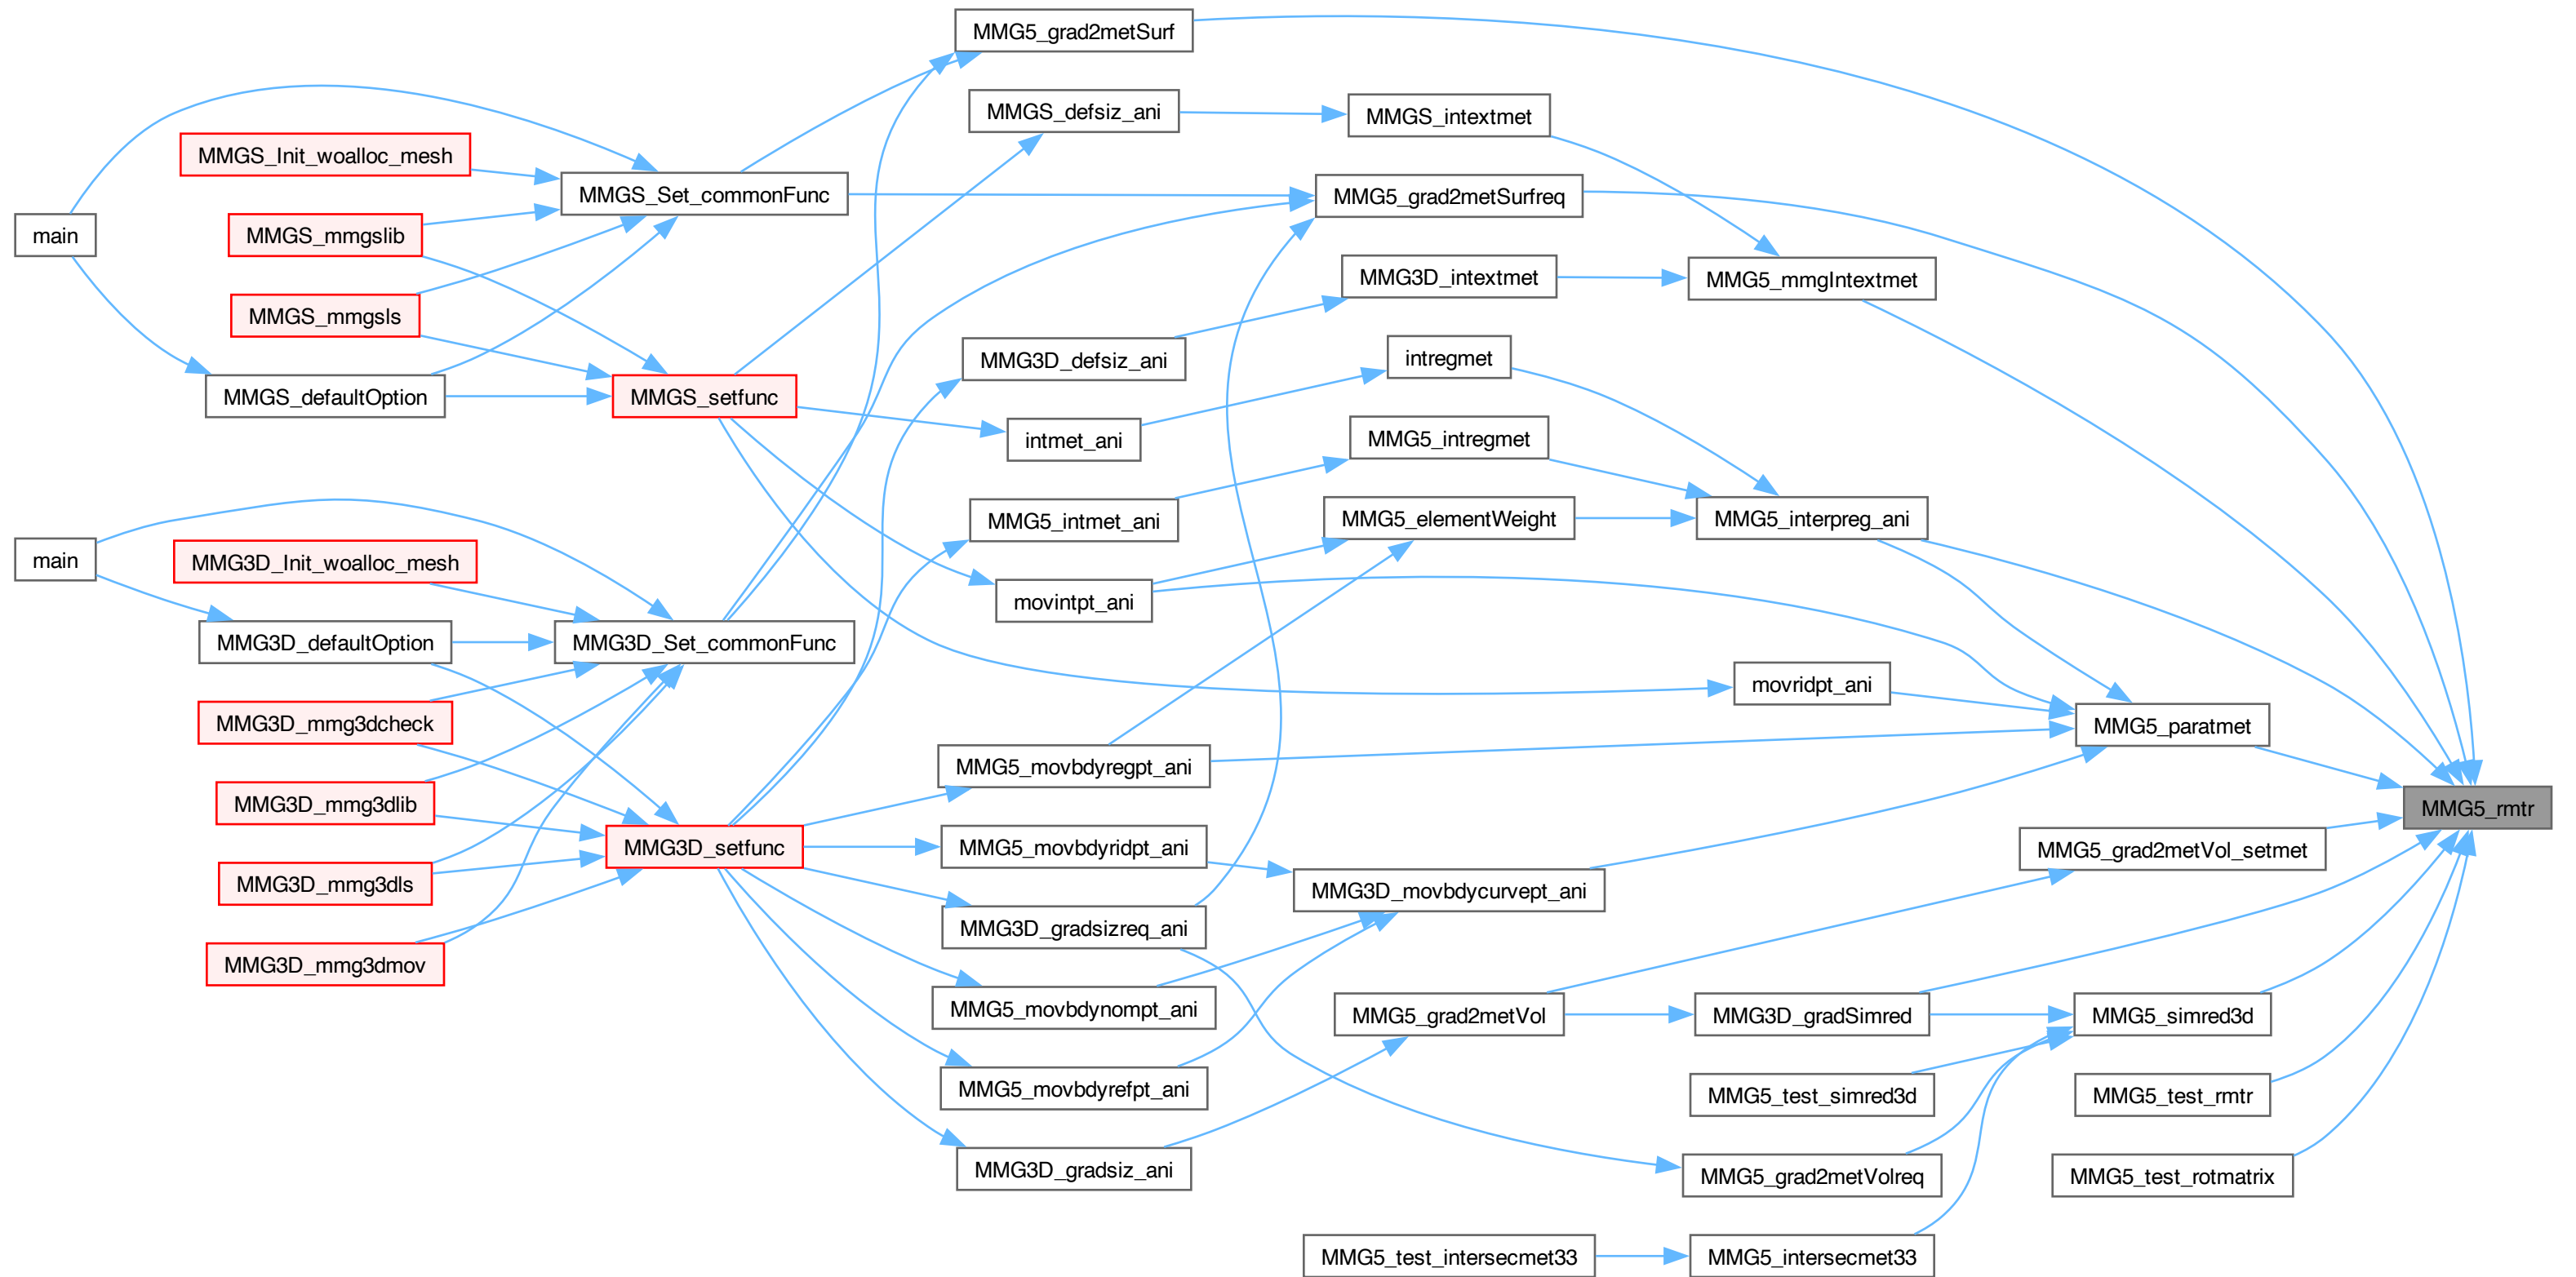 MMG5_grad2metSurf
MMGS_defsiz_ani
MMGS_intextmet
MMGS_Init_woalloc_mesh
MMGS_Set_commonFunc
MMG5_grad2metSurfreq
main
MMGS_mmgslib
MMG3D_intextmet
MMG5_mmgIntextmet
MMGS_mmgsls
MMG3D_defsiz_ani
intregmet
MMGS_defaultOption
MMGS_setfunc
intmet_ani
MMG5_intregmet
MMG5_intmet_ani
MMG5_elementWeight
MMG5_interpreg_ani
main
MMG3D_Init_woalloc_mesh
movintpt_ani
MMG3D_defaultOption
MMG3D_Set_commonFunc
movridpt_ani
MMG3D_mmg3dcheck
MMG5_paratmet
MMG5_movbdyregpt_ani
MMG3D_mmg3dlib
MMG5_rmtr
MMG3D_setfunc
MMG5_movbdyridpt_ani
MMG5_grad2metVol_setmet
MMG3D_mmg3dls
MMG3D_movbdycurvept_ani
MMG3D_gradsizreq_ani
MMG3D_mmg3dmov
MMG5_movbdynompt_ani
MMG5_grad2metVol
MMG3D_gradSimred
MMG5_simred3d
MMG5_movbdyrefpt_ani
MMG5_test_simred3d
MMG5_test_rmtr
MMG3D_gradsiz_ani
MMG5_grad2metVolreq
MMG5_test_rotmatrix
MMG5_test_intersecmet33
MMG5_intersecmet33